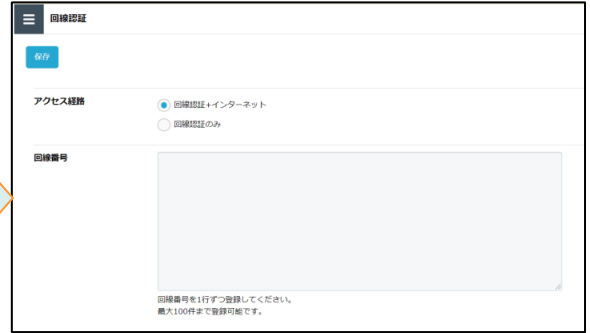 回線認証
保存
アクセス経路
回線認証+インターネット
回線認証のみ
回線番号
回線番号を1行ずつ登録してください。
最大100件まで登録可能です。